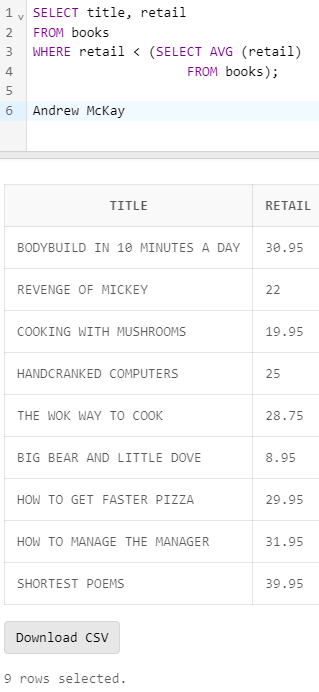 1 SELECT title, retail
2 FROM books
3 WHERE retail < (SELECT AVG (retail)
4 FROM books);
5
6 Andrew McKay
TITLE RETAIL
BODYBUILD IN 10 MINUTES A DAY 30.95
REVENGE OF MICKEY 22
COOKING WITH MUSHROOMS 19.95
HANDCRANKED COMPUTERS 25
THE WOK WAY TO COOK 28.75
BIG BEAR AND LITTLE DOVE 8.95
HOW TO GET FASTER PIZZA 29.95
HOW TO MANAGE THE MANAGER 31.95
SHORTEST POEMS 39.95
Download CSV
9 rows selected.